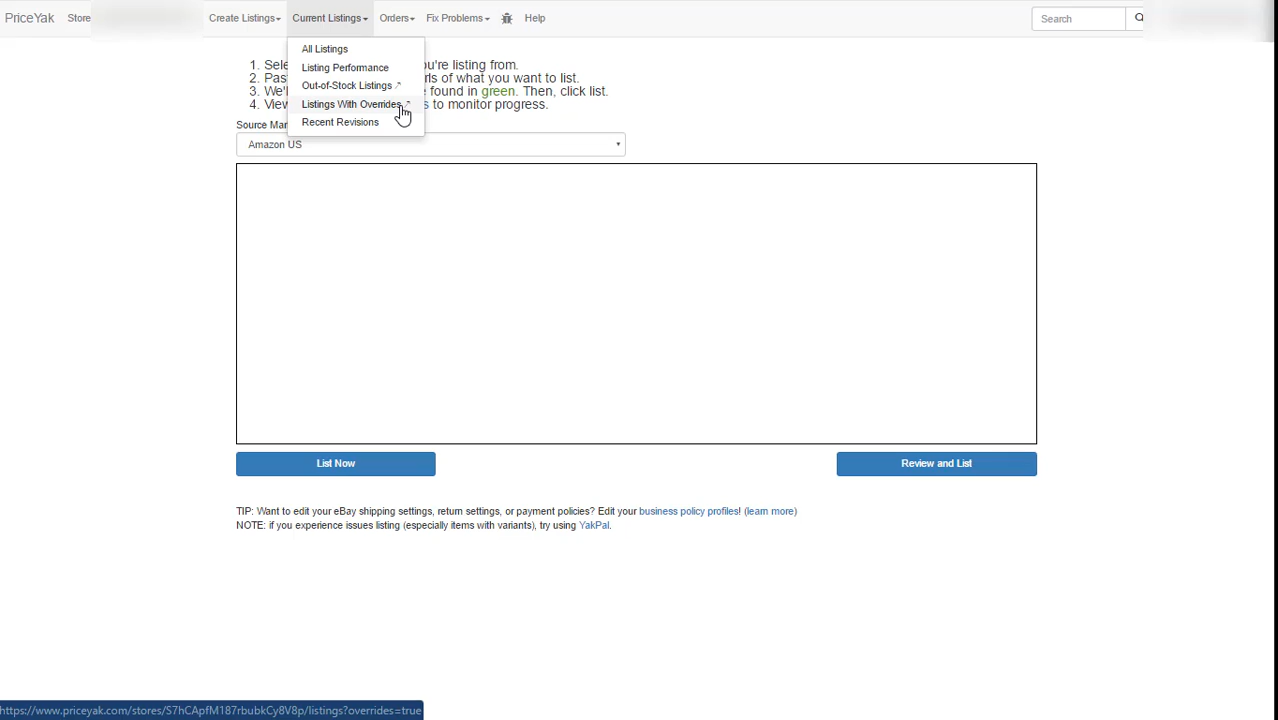 PriceYak Store Create Listings Current Listings Orders Fix Problems Help Search
All Listings
Listing Performance
Out-of-Stock Listings
Listings With Overrides
Recent Revisions
1. Sele you're listing from.
2. Pas rls of what you want to list.
3. We'l e found in green. Then, click list.
4. View s to monitor progress.
Source Mar
Amazon US
List Now Review and List
TIP: Want to edit your eBay shipping settings, return settings, or payment policies? Edit your business policy profiles! (learn more)
NOTE: if you experience issues listing (especially items with variants), try using YakPal.
https://www.priceyak.com/stores/S7hCApfM187rbubkCy8V8p/listings?overrides=true